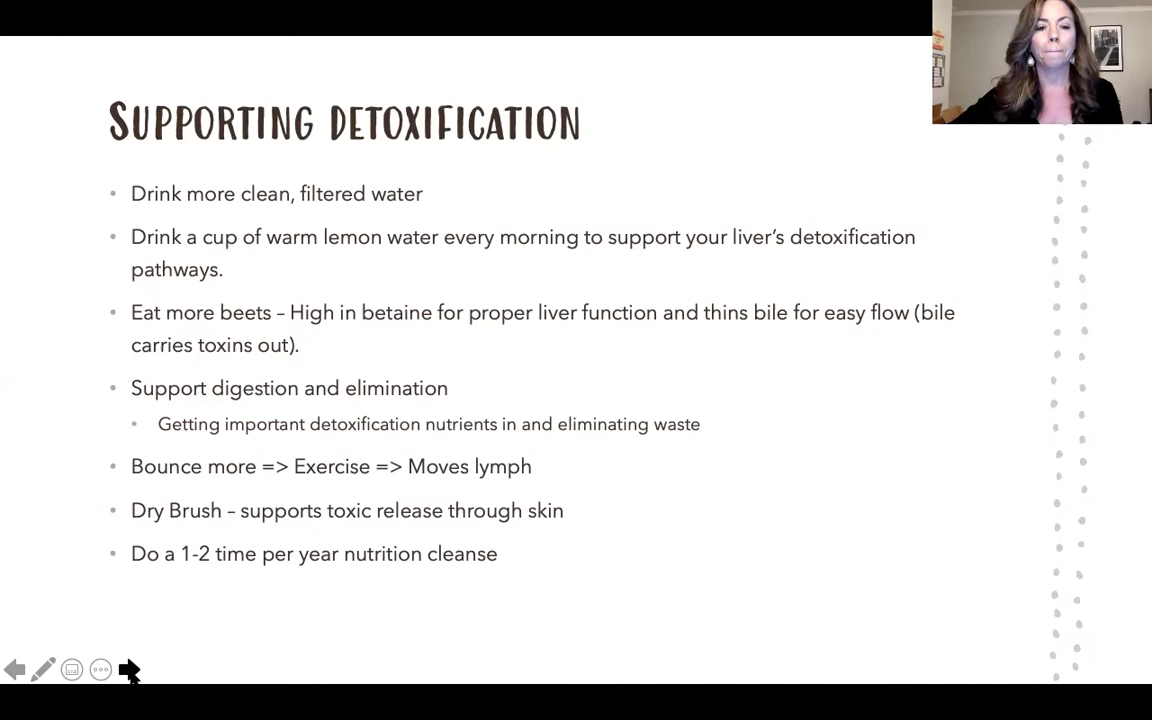 SUPPORTING DETOXIFICATION
• Drink more clean, filtered water
• Drink a cup of warm lemon water every morning to support your liver's detoxification
pathways.
• Eat more beets – High in betaine for proper liver function and thins bile for easy flow (bile
carries toxins out).
• Support digestion and elimination
• Getting important detoxification nutrients in and eliminating waste
• Bounce more => Exercise => Moves lymph
• Dry Brush – supports toxic release through skin
• Do a 1-2 time per year nutrition cleanse